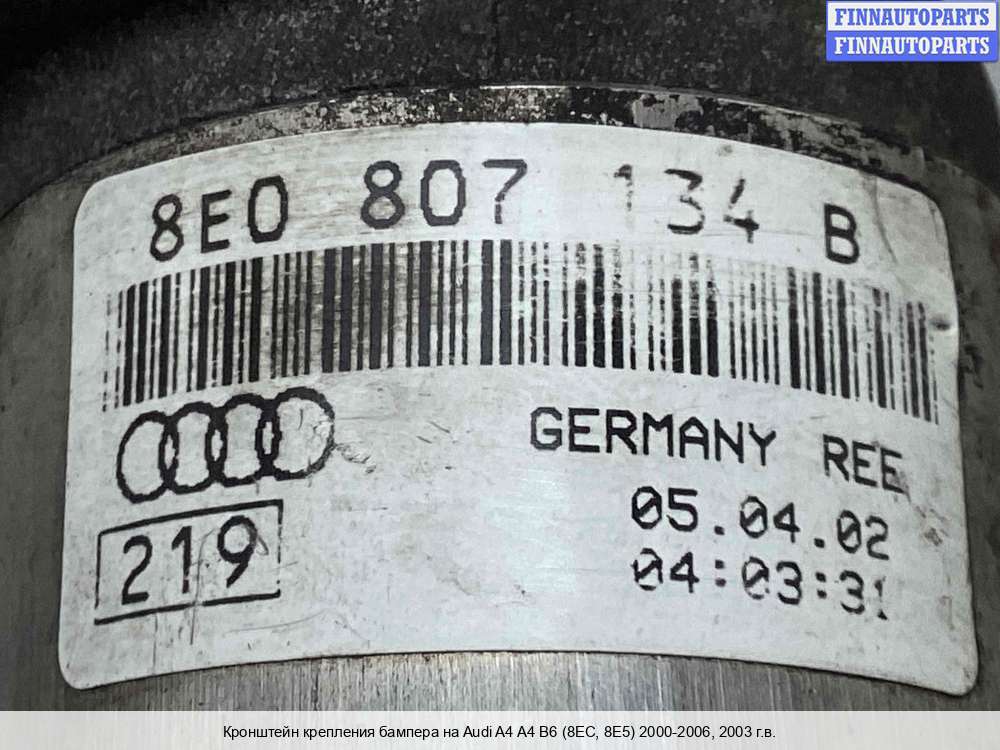 FINNAUTOPARTS
FINNAUTOPARTS
8E0 807 134 B
GERMANY REE
219
05.04.02
04:03:31
Кронштейн крепления бампера на Audi A4 A4 B6 (8EC, 8E5) 2000-2006, 2003 г.в.